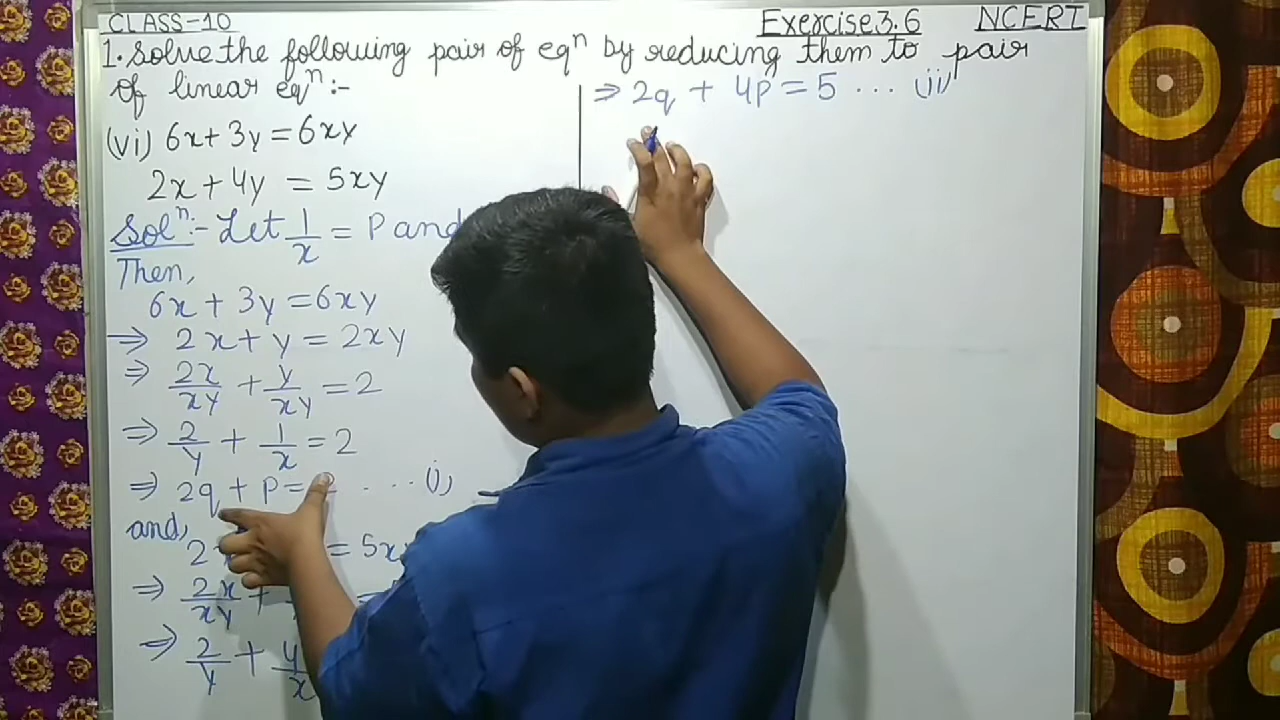 CLASS-10 Exercise 3.6 NCERT
1. Solve the following pair of eqⁿ by reducing them to pair
of linear eqⁿ:-
(vi) 6x + 3y = 6xy
2x + 4y = 5xy
Solⁿ:- Let 1/x = P and
Then,
6x + 3y = 6xy
⇒ 2x + y = 2xy
⇒ 2x/xy + y/xy = 2
⇒ 2/y + 1/x = 2
⇒ 2q + p = ... (i)
and,
2 = 5x
⇒ 2x/xy +
⇒ 2/y + 4/x
⇒ 2q + 4p = 5 ... (ii)